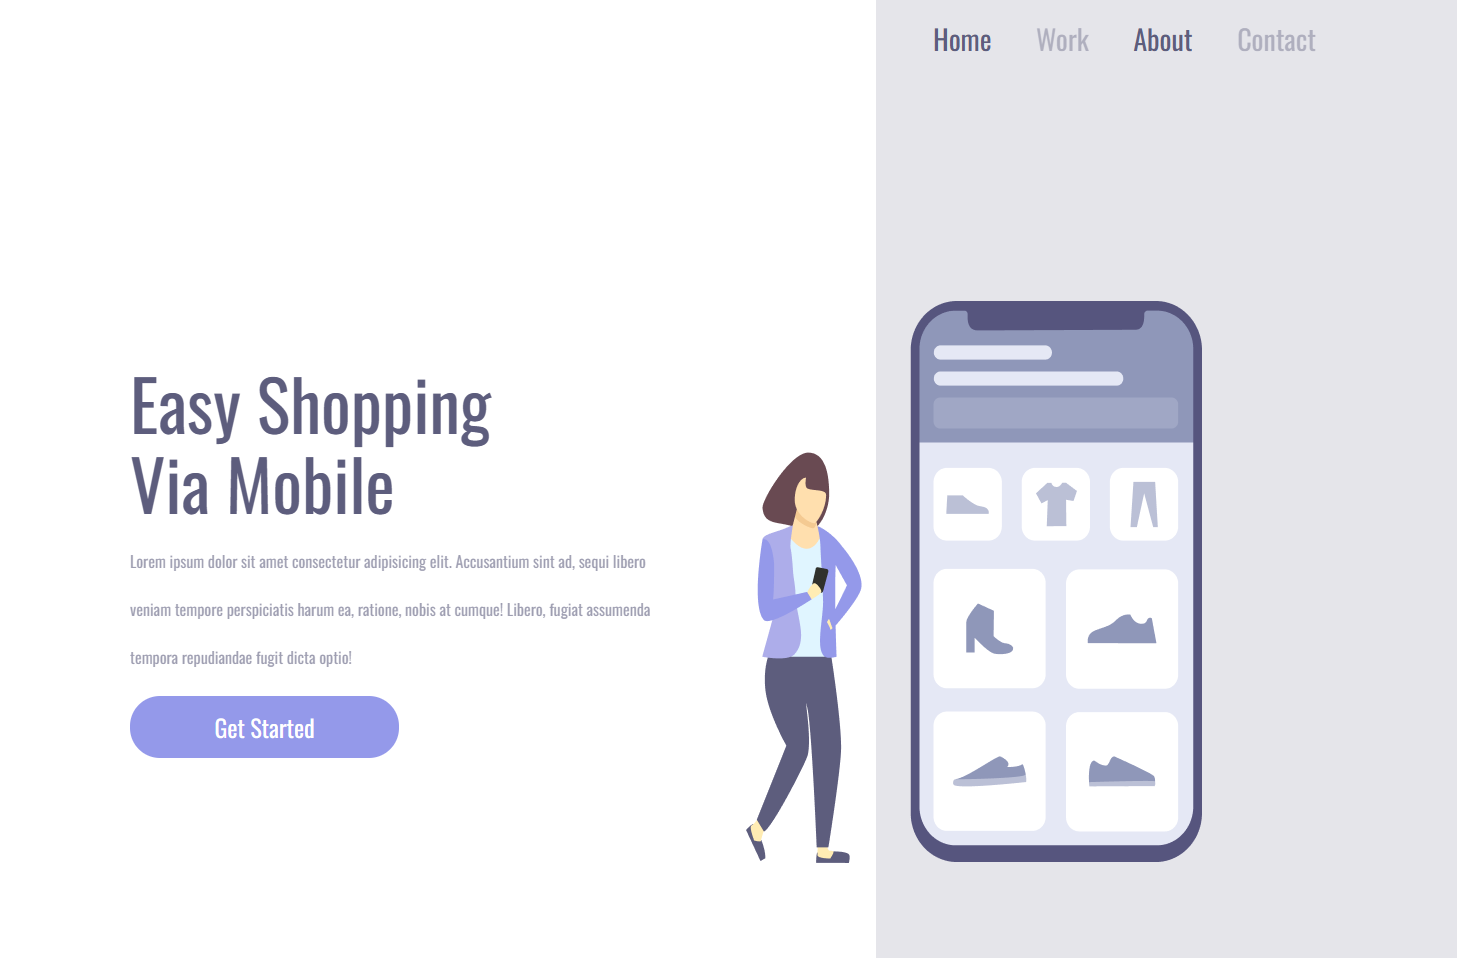 Home Work About Contact
Easy Shopping
Via Mobile
Lorem ipsum dolor sit amet consectetur adipisicing elit. Accusantium sint ad, sequi libero
veniam tempore perspiciatis harum ea, ratione, nobis at cumque! Libero, fugiat assumenda
tempora repudiandae fugit dicta optio!
Get Started